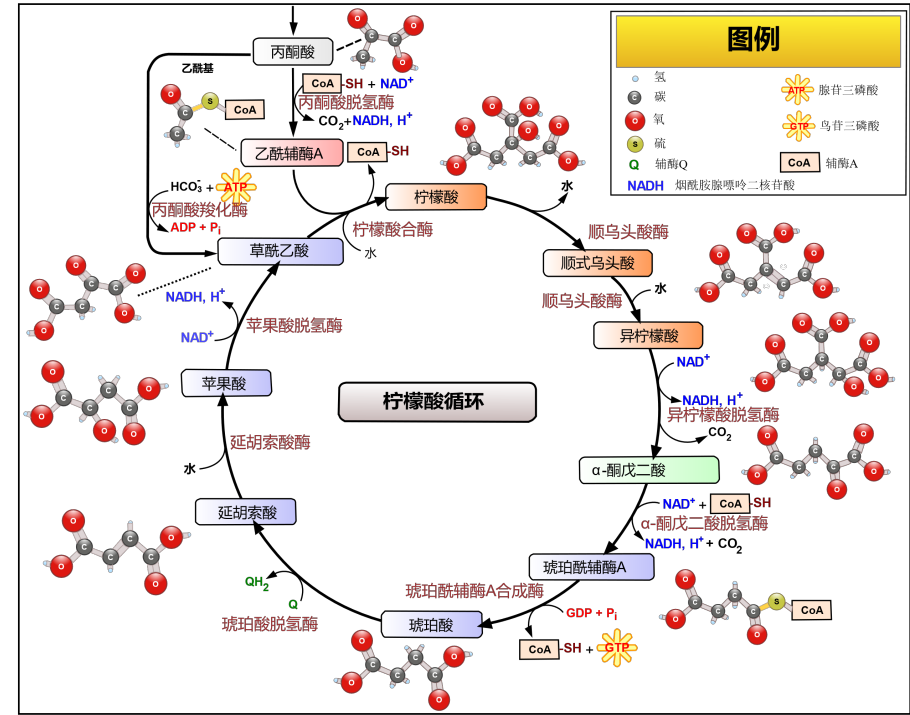 丙酮酸
乙酰基
CoA-SH + NAD⁺
丙酮酸脱氢酶
CO₂+NADH, H⁺
S
CoA
乙酰辅酶A
CoA-SH
HCO₃⁻ + ATP
丙酮酸羧化酶
ADP + Pᵢ
柠檬酸合酶
水
草酰乙酸
柠檬酸
水
顺乌头酸酶
顺式乌头酸
顺乌头酸酶
水
异柠檬酸
NAD⁺
NADH, H⁺
异柠檬酸脱氢酶
CO₂
α-酮戊二酸
NAD⁺ + CoA-SH
α-酮戊二酸脱氢酶
NADH, H⁺ + CO₂
琥珀酰辅酶A
S
CoA
琥珀酰辅酶A合成酶
GDP + Pᵢ
CoA-SH + GTP
琥珀酸
QH₂
Q
琥珀酸脱氢酶
延胡索酸
水
延胡索酸酶
苹果酸
NADH, H⁺
苹果酸脱氢酶
NAD⁺
柠檬酸循环
图例
氢
碳
氧
硫
Q 辅酶Q
NADH 烟酰胺腺嘌呤二核苷酸
ATP 腺苷三磷酸
GTP 鸟苷三磷酸
CoA 辅酶A